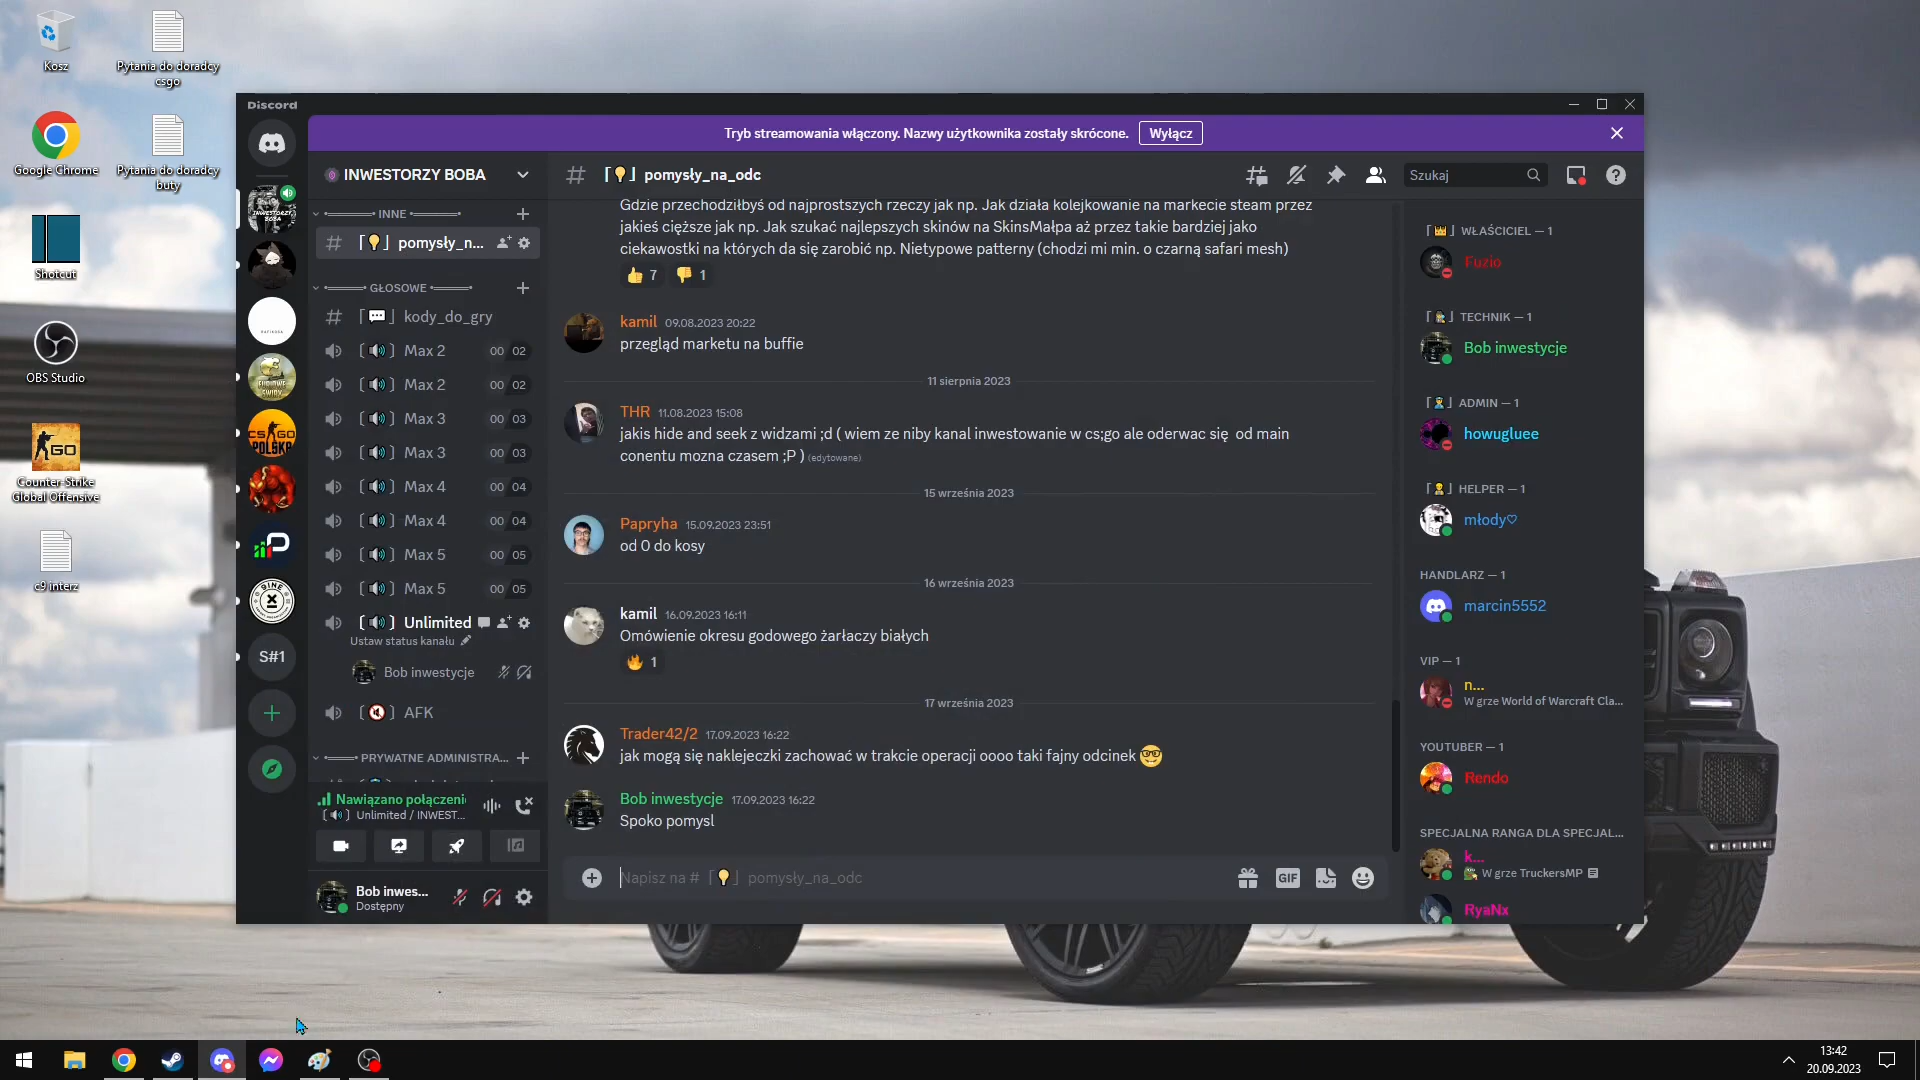 Kosz
Pytania do doradcy
csgo
Google Chrome
Pytania do doradcy
buty
Shotcut
OBS Studio
GO
Counter-Strike
Global Offensive
c9 interz
Discord
Tryb streamowania włączony. Nazwy użytkownika zostały skrócone. Wyłącz
INWESTORZY
BOBA
CS:GO
POLSKA
S#1
INWESTORZY BOBA
INNE
pomysły_n...
GŁOSOWE
kody_do_gry
Max 2 00 02
Max 2 00 02
Max 3 00 03
Max 3 00 03
Max 4 00 04
Max 4 00 04
Max 5 00 05
Max 5 00 05
Unlimited
Ustaw status kanału
Bob inwestycje
AFK
PRYWATNE ADMINISTRA...
Nawiązano połączeni
Unlimited / INWEST...
Bob inwes...
Dostępny
pomysły_na_odc
Szukaj
Gdzie przechodziłbyś od najprostszych rzeczy jak np. Jak działa kolejkowanie na markecie steam przez
jakieś cięższe jak np. Jak szukać najlepszych skinów na SkinsMałpa aż przez takie bardziej jako
ciekawostki na których da się zarobić np. Nietypowe patterny (chodzi mi min. o czarną safari mesh)
👍 7 👎 1
kamil 09.08.2023 20:22
przegląd marketu na buffie
11 sierpnia 2023
THR 11.08.2023 15:08
jakis hide and seek z widzami ;d ( wiem ze niby kanal inwestowanie w cs;go ale oderwac się od main
conentu mozna czasem ;P ) (edytowane)
15 września 2023
Papryha 15.09.2023 23:51
od 0 do kosy
16 września 2023
kamil 16.09.2023 16:11
Omówienie okresu godowego żarłaczy białych
🔥 1
17 września 2023
Trader42/2 17.09.2023 16:22
jak mogą się naklejeczki zachować w trakcie operacji oooo taki fajny odcinek 🤓
Bob inwestycje 17.09.2023 16:22
Spoko pomysl
Napisz na # 「💡」 pomysły_na_odc
GIF
WŁAŚCICIEL — 1
Fuzio
TECHNIK — 1
Bob inwestycje
ADMIN — 1
howugluee
HELPER — 1
młody♡
HANDLARZ — 1
marcin5552
VIP — 1
n...
W grze World of Warcraft Cla...
YOUTUBER — 1
Rendo
SPECJALNA RANGA DLA SPECJAL...
k...
W grze TruckersMP
RyaNx
13:42
20.09.2023